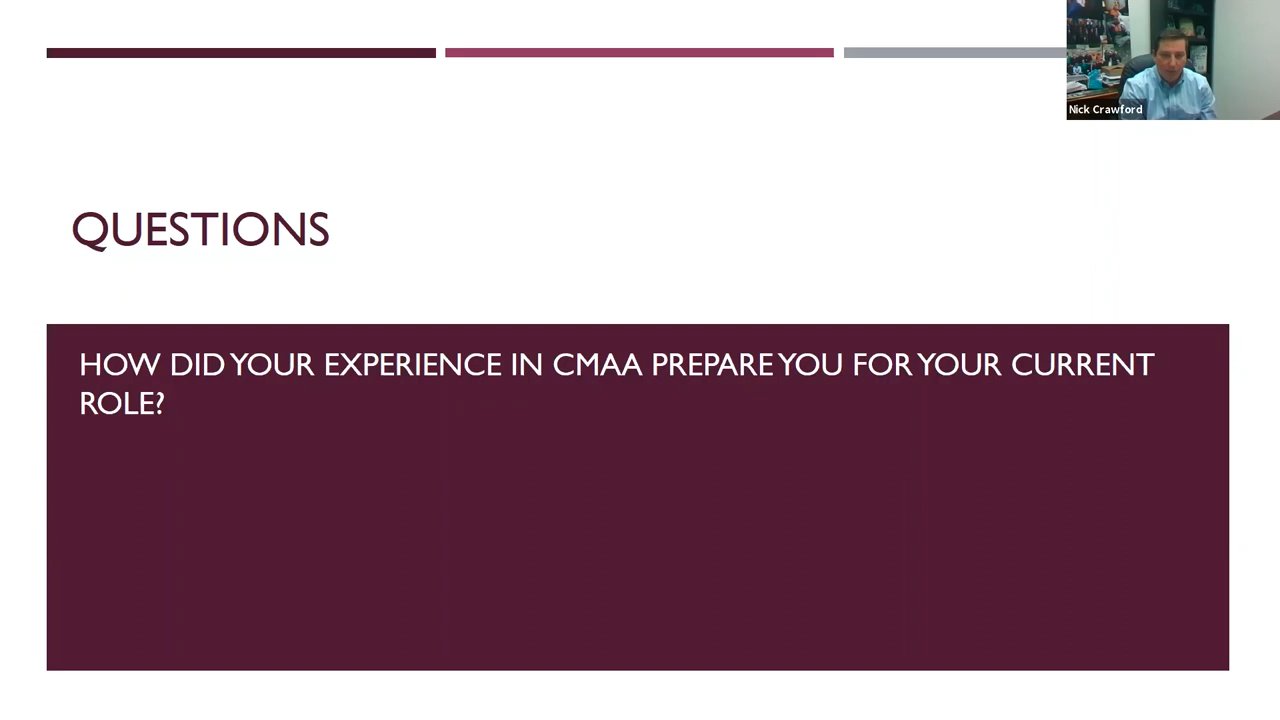 Nick Crawford
QUESTIONS
HOW DID YOUR EXPERIENCE IN CMAA PREPARE YOU FOR YOUR CURRENT
ROLE?